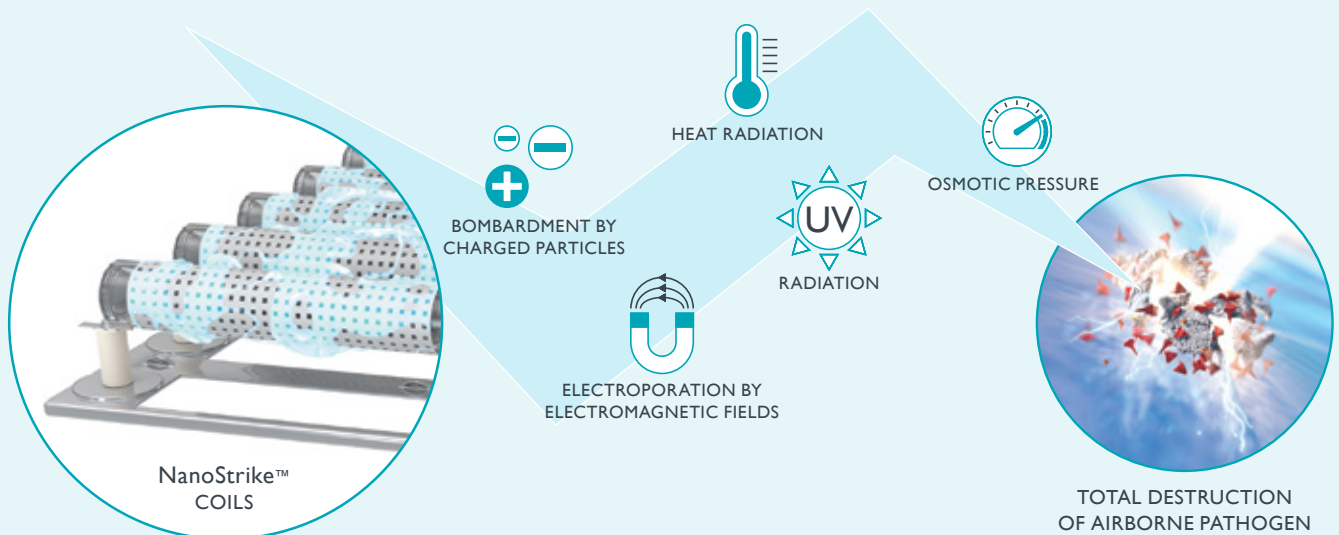 HEAT RADIATION
OSMOTIC PRESSURE
BOMBARDMENT BY
CHARGED PARTICLES
UV
RADIATION
ELECTROPORATION BY
ELECTROMAGNETIC FIELDS
NanoStrike™
COILS
TOTAL DESTRUCTION
OF AIRBORNE PATHOGEN